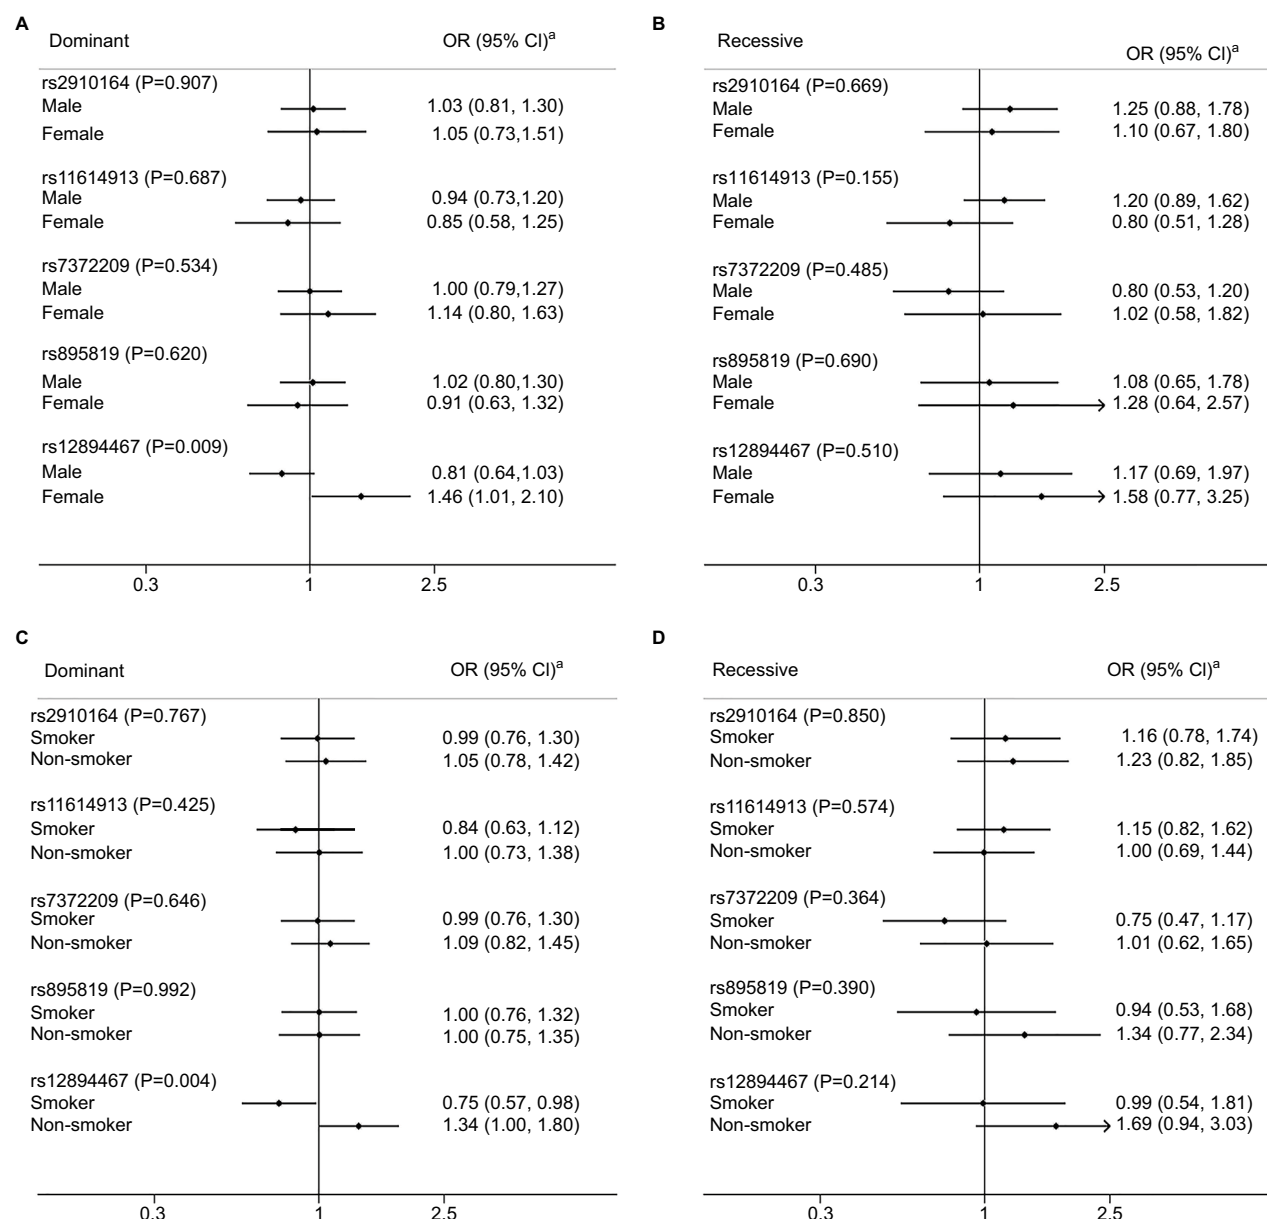 A
Dominant OR (95% CI)a
rs2910164 (P=0.907)
Male 1.03 (0.81, 1.30)
Female 1.05 (0.73,1.51)
rs11614913 (P=0.687)
Male 0.94 (0.73,1.20)
Female 0.85 (0.58, 1.25)
rs7372209 (P=0.534)
Male 1.00 (0.79,1.27)
Female 1.14 (0.80, 1.63)
rs895819 (P=0.620)
Male 1.02 (0.80,1.30)
Female 0.91 (0.63, 1.32)
rs12894467 (P=0.009)
Male 0.81 (0.64,1.03)
Female 1.46 (1.01, 2.10)
0.3 1 2.5
B
Recessive OR (95% CI)a
rs2910164 (P=0.669)
Male 1.25 (0.88, 1.78)
Female 1.10 (0.67, 1.80)
rs11614913 (P=0.155)
Male 1.20 (0.89, 1.62)
Female 0.80 (0.51, 1.28)
rs7372209 (P=0.485)
Male 0.80 (0.53, 1.20)
Female 1.02 (0.58, 1.82)
rs895819 (P=0.690)
Male 1.08 (0.65, 1.78)
Female 1.28 (0.64, 2.57)
rs12894467 (P=0.510)
Male 1.17 (0.69, 1.97)
Female 1.58 (0.77, 3.25)
0.3 1 2.5
C
Dominant OR (95% CI)a
rs2910164 (P=0.767)
Smoker 0.99 (0.76, 1.30)
Non-smoker 1.05 (0.78, 1.42)
rs11614913 (P=0.425)
Smoker 0.84 (0.63, 1.12)
Non-smoker 1.00 (0.73, 1.38)
rs7372209 (P=0.646)
Smoker 0.99 (0.76, 1.30)
Non-smoker 1.09 (0.82, 1.45)
rs895819 (P=0.992)
Smoker 1.00 (0.76, 1.32)
Non-smoker 1.00 (0.75, 1.35)
rs12894467 (P=0.004)
Smoker 0.75 (0.57, 0.98)
Non-smoker 1.34 (1.00, 1.80)
0.3 1 2.5
D
Recessive OR (95% CI)a
rs2910164 (P=0.850)
Smoker 1.16 (0.78, 1.74)
Non-smoker 1.23 (0.82, 1.85)
rs11614913 (P=0.574)
Smoker 1.15 (0.82, 1.62)
Non-smoker 1.00 (0.69, 1.44)
rs7372209 (P=0.364)
Smoker 0.75 (0.47, 1.17)
Non-smoker 1.01 (0.62, 1.65)
rs895819 (P=0.390)
Smoker 0.94 (0.53, 1.68)
Non-smoker 1.34 (0.77, 2.34)
rs12894467 (P=0.214)
Smoker 0.99 (0.54, 1.81)
Non-smoker 1.69 (0.94, 3.03)
0.3 1 2.5